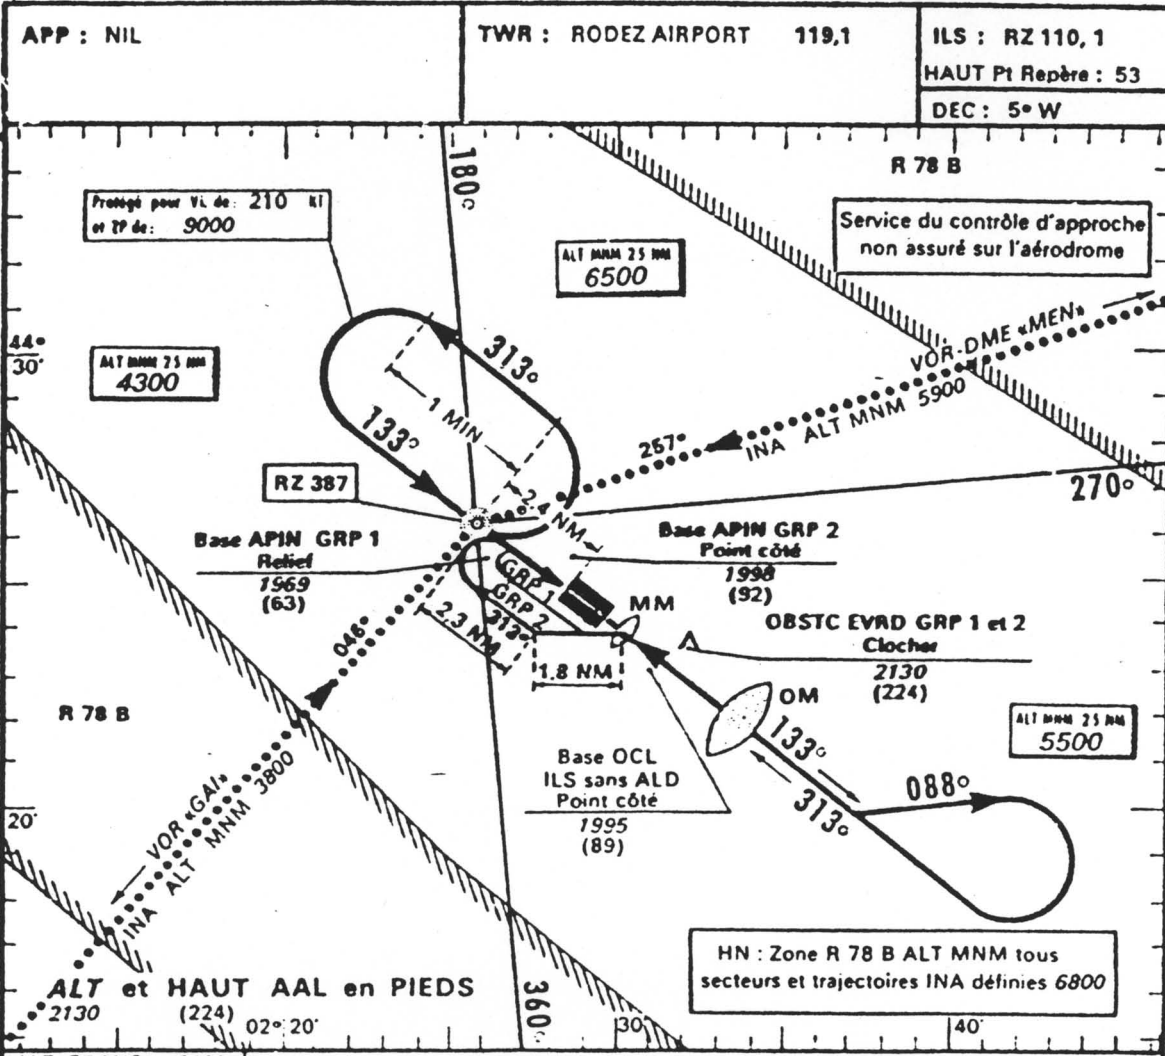 APP : NIL
TWR : RODEZ AIRPORT 119,1
ILS : RZ 110, 1
HAUT Pt Repère : 53
DEC : 5° W
R 78 B
180°
Protégé pour Vi. de : 210 kt
et ZP de : 9000
Service du contrôle d'approche
non assuré sur l'aérodrome
ALT MNM 25 NM
6500
VOR-DME «MEN»
44°
30'
ALT MNM 25 NM
4300
313°
1 MIN
133°
INA ALT MNM 5900
257°
270°
RZ 387
2.4 NM
Base APIN GRP 1
Relief
1969
(63)
Base APIN GRP 2
Point côté
1998
(92)
GRP 1
GRP 2
313°
MM
2.3 NM
046°
1.8 NM
OBSTC EVRD GRP 1 et 2
Clocher
2130
(224)
OM
R 78 B
ALT MNM 25 NM
5500
133°
313°
088°
Base OCL
ILS sans ALD
Point côté
1995
(89)
20'
VOR «GAI»
INA ALT MNM 3800
HN : Zone R 78 B ALT MNM tous
secteurs et trajectoires INA définies 6800
ALT et HAUT AAL en PIEDS
2130 (224)
02° 20'
360°
30'
40'